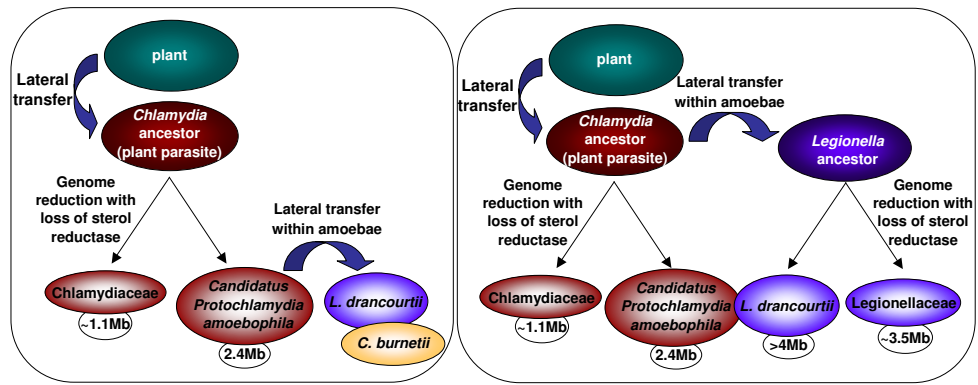 plant
Lateral
transfer
Chlamydia
ancestor
(plant parasite)
Genome
reduction with
loss of sterol
reductase
Lateral transfer
within amoebae
Chlamydiaceae
~1.1Mb
Candidatus
Protochlamydia
amoebophila
2.4Mb
L. drancourtii
C. burnetii
plant
Lateral
transfer
Lateral transfer
within amoebae
Chlamydia
ancestor
(plant parasite)
Legionella
ancestor
Genome
reduction with
loss of sterol
reductase
Genome
reduction with
loss of sterol
reductase
Chlamydiaceae
~1.1Mb
Candidatus
Protochlamydia
amoebophila
2.4Mb
L. drancourtii
>4Mb
Legionellaceae
~3.5Mb